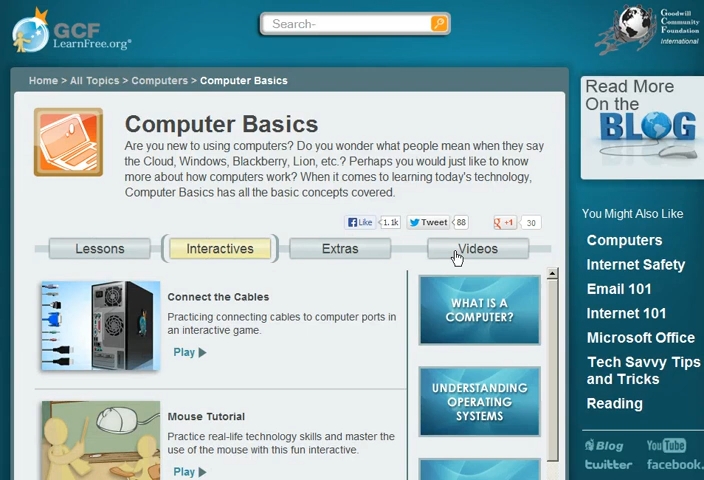 GCF
LearnFree.org®
Search-
Goodwill
Community
Foundation
International
Home > All Topics > Computers > Computer Basics
Computer Basics
Are you new to using computers? Do you wonder what people mean when they say
the Cloud, Windows, Blackberry, Lion, etc.? Perhaps you would just like to know
more about how computers work? When it comes to learning today's technology,
Computer Basics has all the basic concepts covered.
Like 1.1k Tweet 88 +1 30
Lessons Interactives Extras Videos
Connect the Cables
Practicing connecting cables to computer ports in
an interactive game.
Play
Mouse Tutorial
Practice real-life technology skills and master the
use of the mouse with this fun interactive.
Play
WHAT IS A
COMPUTER?
UNDERSTANDING
OPERATING
SYSTEMS
Read More
On the
BLOG
You Might Also Like
Computers
Internet Safety
Email 101
Internet 101
Microsoft Office
Tech Savvy Tips
and Tricks
Reading
Blog YouTube
twitter facebook.